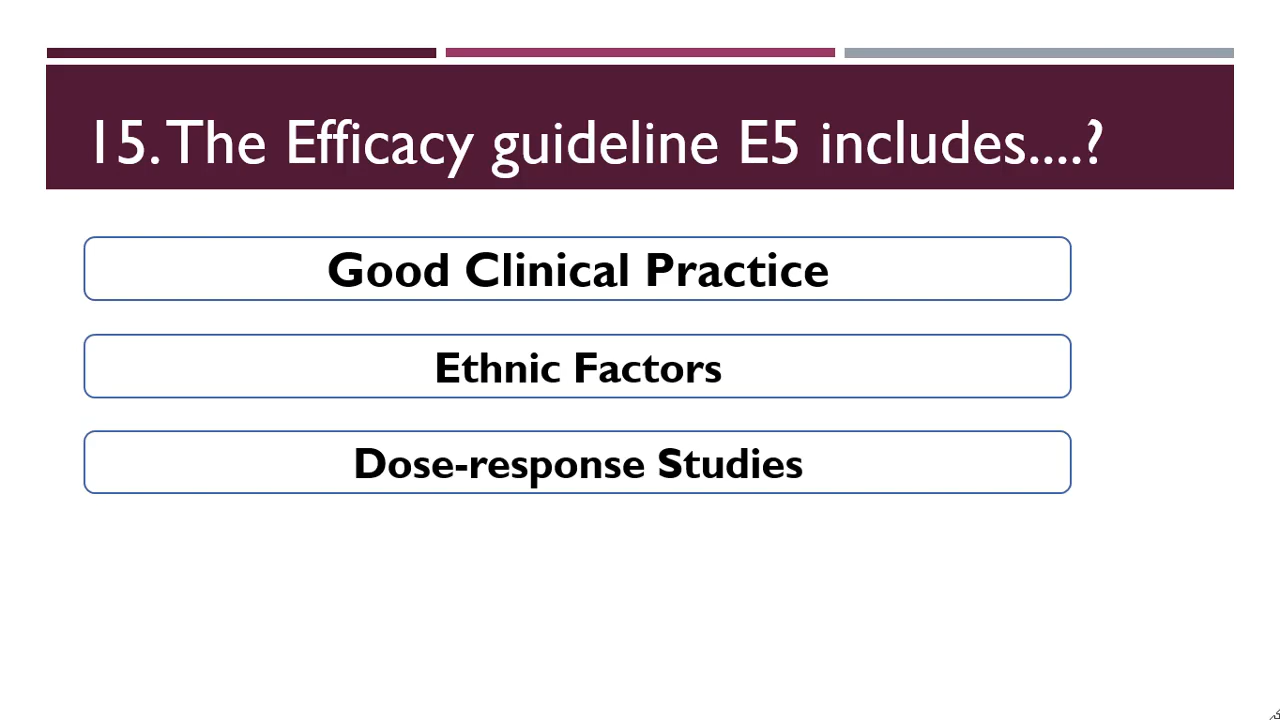 15. The Efficacy guideline E5 includes....?
Good Clinical Practice
Ethnic Factors
Dose-response Studies